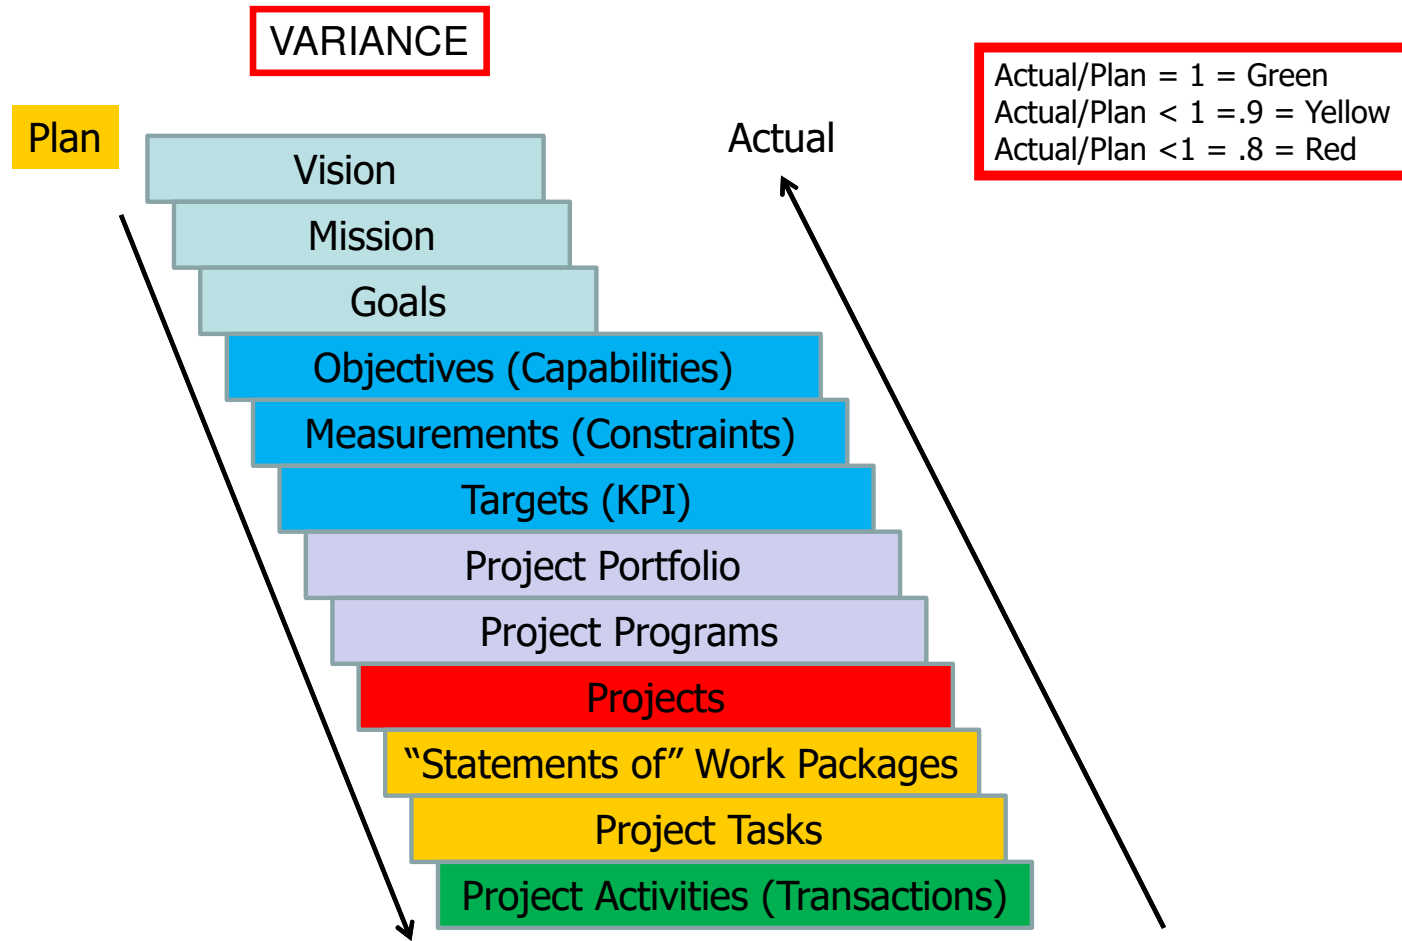 VARIANCE
Actual/Plan = 1 = Green
Actual/Plan < 1 =.9 = Yellow
Actual/Plan <1 = .8 = Red
Plan
Actual
Vision
Mission
Goals
Objectives (Capabilities)
Measurements (Constraints)
Targets (KPI)
Project Portfolio
Project Programs
Projects
“Statements of” Work Packages
Project Tasks
Project Activities (Transactions)